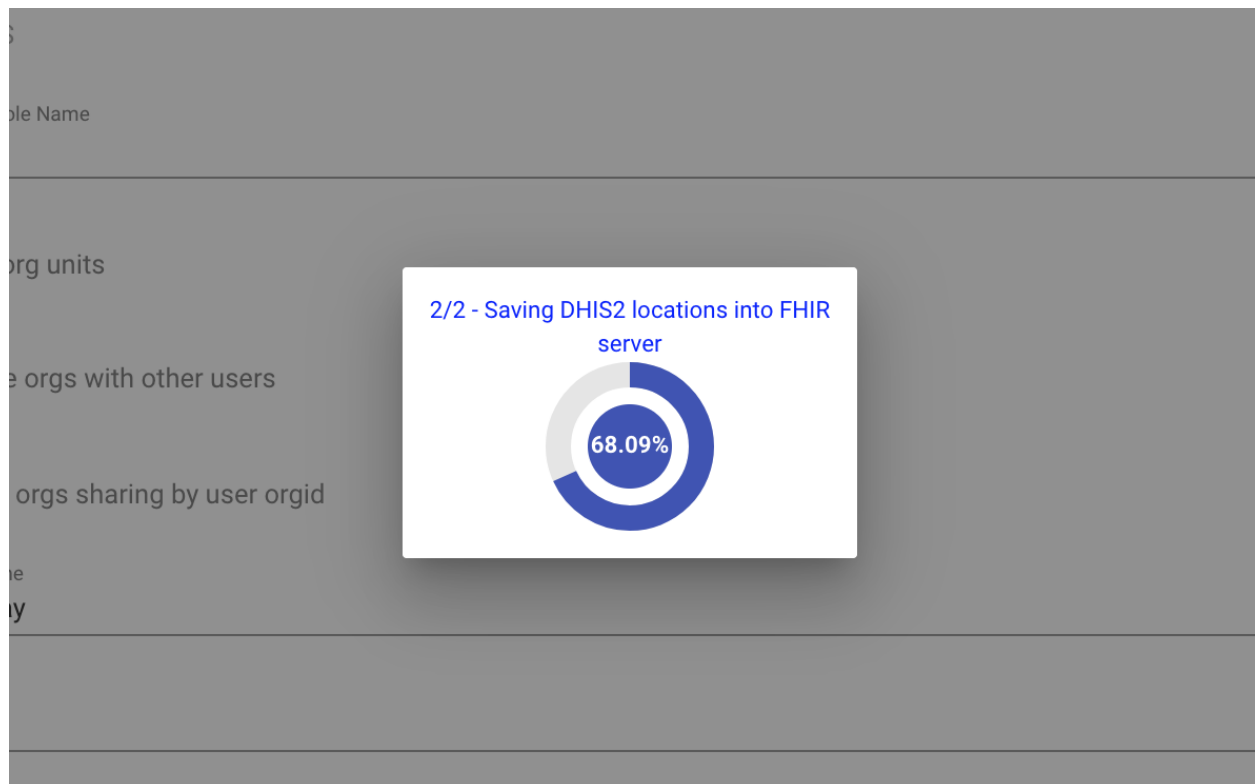 ole Name
org units
2/2 - Saving DHIS2 locations into FHIR
server
e orgs with other users
68.09%
orgs sharing by user orgid
ne
ay